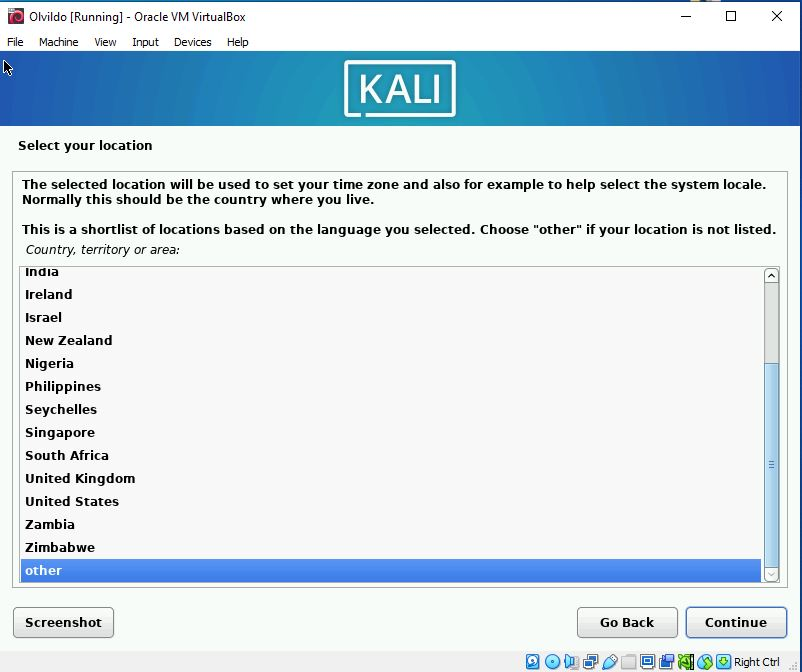 Olvildo [Running] - Oracle VM VirtualBox
File Machine View Input Devices Help
KALI
Select your location
The selected location will be used to set your time zone and also for example to help select the system locale.
Normally this should be the country where you live.
This is a shortlist of locations based on the language you selected. Choose "other" if your location is not listed.
Country, territory or area:
India
Ireland
Israel
New Zealand
Nigeria
Philippines
Seychelles
Singapore
South Africa
United Kingdom
United States
Zambia
Zimbabwe
other
Screenshot Go Back Continue
Right Ctrl